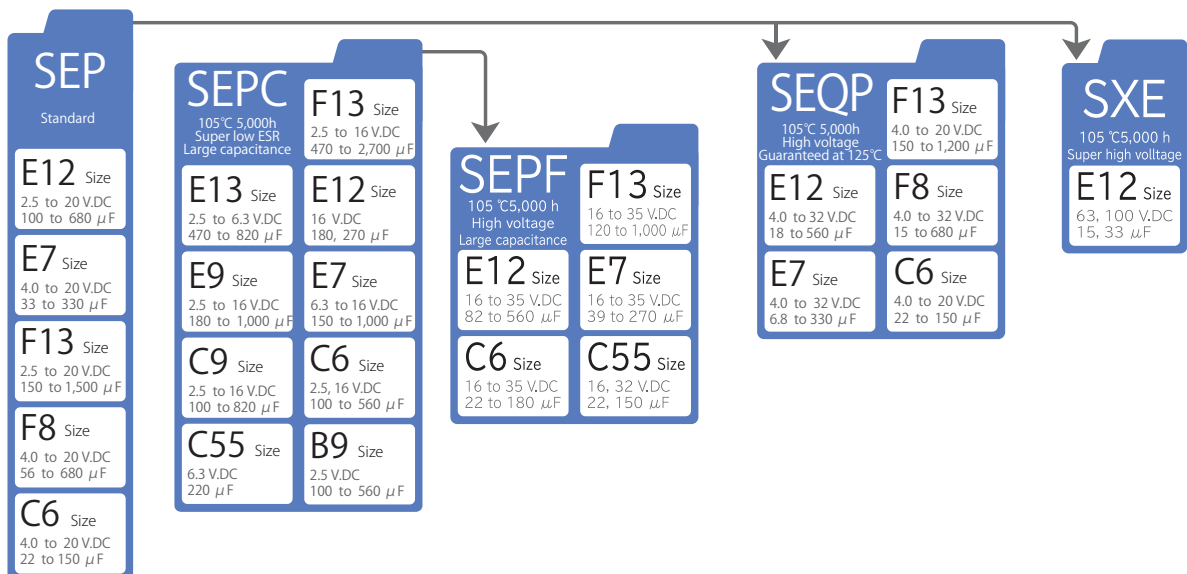 SEP
Standard
E12 Size
2.5 to 20 V.DC
100 to 680 μF
E7 Size
4.0 to 20 V.DC
33 to 330 μF
F13 Size
2.5 to 20 V.DC
150 to 1,500 μF
F8 Size
4.0 to 20 V.DC
56 to 680 μF
C6 Size
4.0 to 20 V.DC
22 to 150 μF
SEPC
105℃ 5,000h
Super low ESR
Large capacitance
F13 Size
2.5 to 16 V.DC
470 to 2,700 μF
E13 Size
2.5 to 6.3 V.DC
470 to 820 μF
E12 Size
16 V.DC
180, 270 μF
E9 Size
2.5 to 16 V.DC
180 to 1,000 μF
E7 Size
6.3 to 16 V.DC
150 to 1,000 μF
C9 Size
2.5 to 16 V.DC
100 to 820 μF
C6 Size
2.5, 16 V.DC
100 to 560 μF
C55 Size
6.3 V.DC
220 μF
B9 Size
2.5 V.DC
100 to 560 μF
SEPF
105 ℃5,000 h
High voltage
Large capacitance
F13 Size
16 to 35 V.DC
120 to 1,000 μF
E12 Size
16 to 35 V.DC
82 to 560 μF
E7 Size
16 to 35 V.DC
39 to 270 μF
C6 Size
16 to 35 V.DC
22 to 180 μF
C55 Size
16, 32 V.DC
22, 150 μF
SEQP
105℃ 5,000h
High voltage
Guaranteed at 125℃
F13 Size
4.0 to 20 V.DC
150 to 1,200 μF
E12 Size
4.0 to 32 V.DC
18 to 560 μF
F8 Size
4.0 to 32 V.DC
15 to 680 μF
E7 Size
4.0 to 32 V.DC
6.8 to 330 μF
C6 Size
4.0 to 20 V.DC
22 to 150 μF
SXE
105 ℃5,000 h
Super high volltage
E12 Size
63, 100 V.DC
15, 33 μF